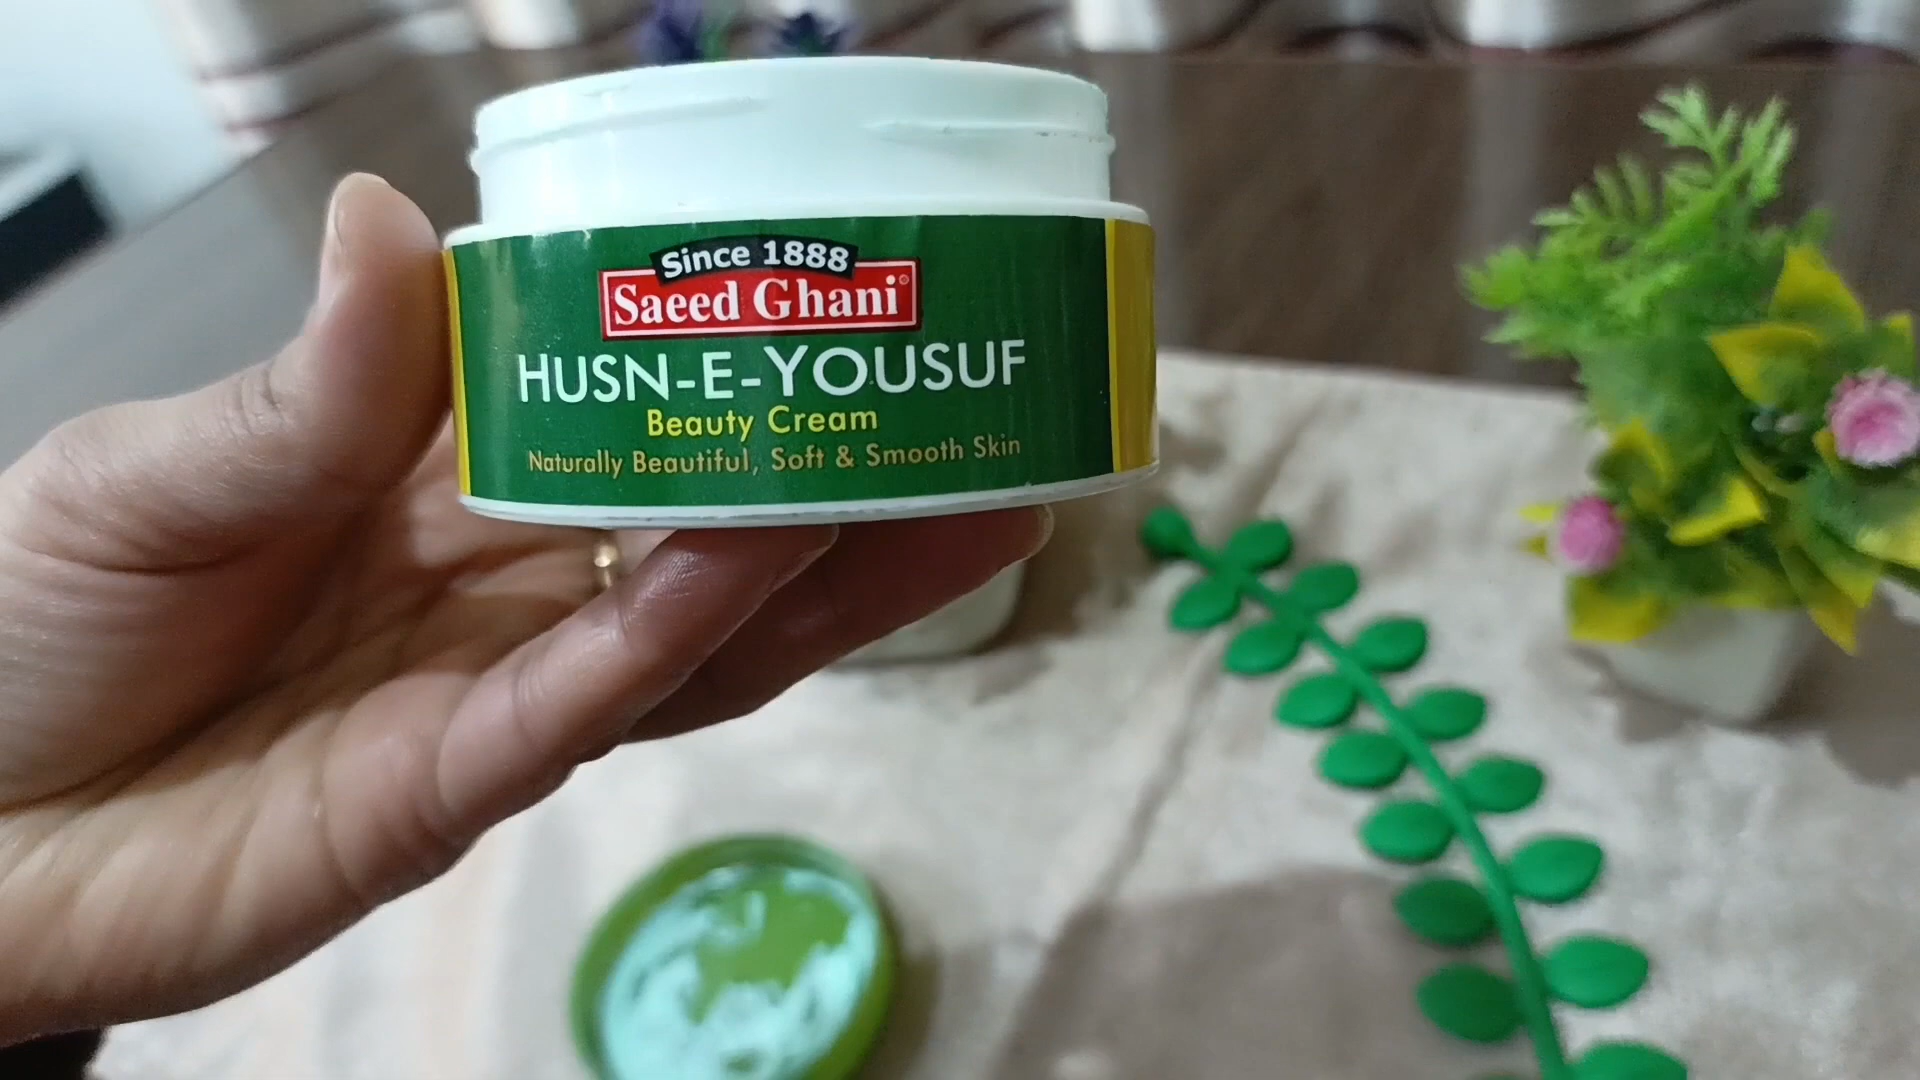 Since 1888
Saeed Ghani
HUSN-E-YOUSUF
Beauty Cream
Naturally Beautiful, Soft & Smooth Skin